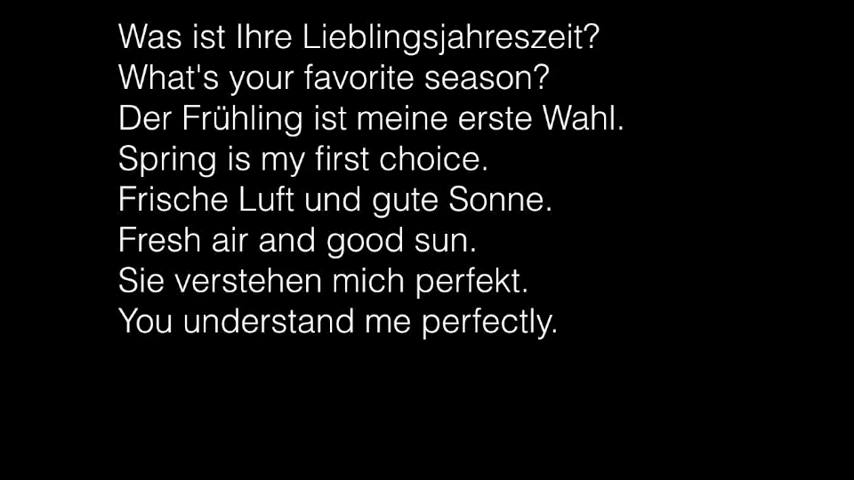 Was ist Ihre Lieblingsjahreszeit?
What's your favorite season?
Der Frühling ist meine erste Wahl.
Spring is my first choice.
Frische Luft und gute Sonne.
Fresh air and good sun.
Sie verstehen mich perfekt.
You understand me perfectly.